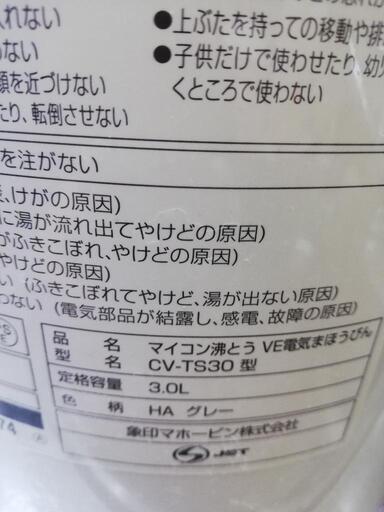 れない
●上ぶたを持っての移動や排
ない
●子供だけで使わせたり、幼
顔を近づけない
くところで使わない
たり、転倒させない
を注がない
、けがの原因)
に湯が流れ出てやけどの原因)
がふきこぼれ、やけどの原因)
やけどの原因)
い (ふきこぼれてやけど、湯が出ない原因)
わない (電気部品が結露し、感電、故障の原因)
品 名 マイコン沸とう VE電気まほうびん
型 名 CV-TS30 型
定格容量 3.0L
色 柄 HA グレー
象印マホービン株式会社
JET
74